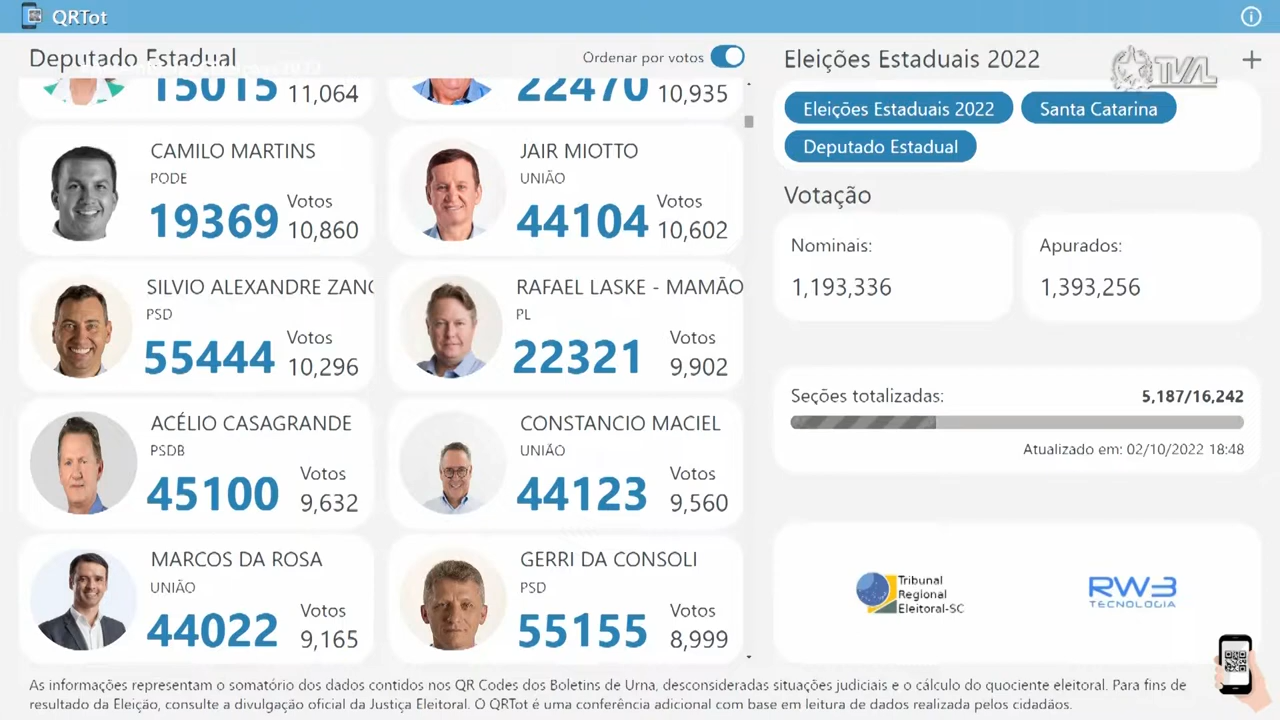 QRTot
Deputado Estadual
Ordenar por votos
15015 11,064
22470 10,935
CAMILO MARTINS
PODE
Votos
19369 10,860
JAIR MIOTTO
UNIÃO
Votos
44104 10,602
SILVIO ALEXANDRE ZANC
PSD
Votos
55444 10,296
RAFAEL LASKE - MAMÃO
PL
Votos
22321 9,902
ACÉLIO CASAGRANDE
PSDB
Votos
45100 9,632
CONSTANCIO MACIEL
UNIÃO
Votos
44123 9,560
MARCOS DA ROSA
UNIÃO
Votos
44022 9,165
GERRI DA CONSOLI
PSD
Votos
55155 8,999
Eleições Estaduais 2022
TVAL
Eleições Estaduais 2022 Santa Catarina
Deputado Estadual
Votação
Nominais:
1,193,336
Apurados:
1,393,256
Seções totalizadas: 5,187/16,242
Atualizado em: 02/10/2022 18:48
Tribunal
Regional
Eleitoral-SC
RW3
TECNOLOGIA
As informações representam o somatório dos dados contidos nos QR Codes dos Boletins de Urna, desconsideradas situações judiciais e o cálculo do quociente eleitoral. Para fins de
resultado da Eleição, consulte a divulgação oficial da Justiça Eleitoral. O QRTot é uma conferência adicional com base em leitura de dados realizada pelos cidadãos.